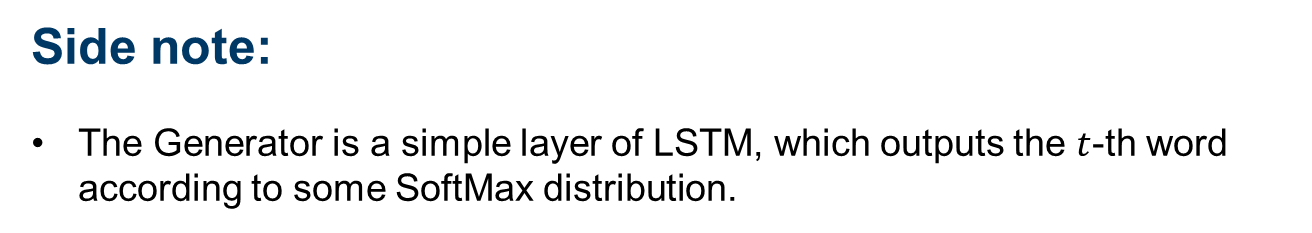 Side note:
• The Generator is a simple layer of LSTM, which outputs the t-th word
according to some SoftMax distribution.